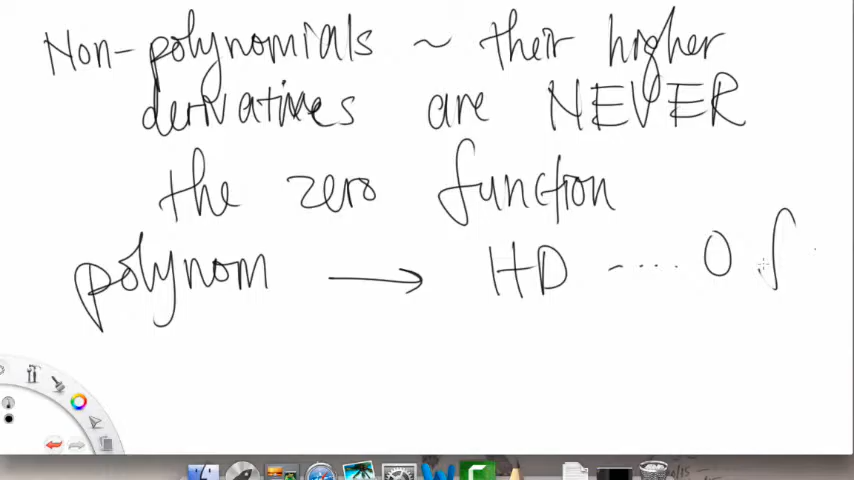 Non-polynomials ~ their higher
derivatives are NEVER
the zero function
polynom → HD .... 0 f